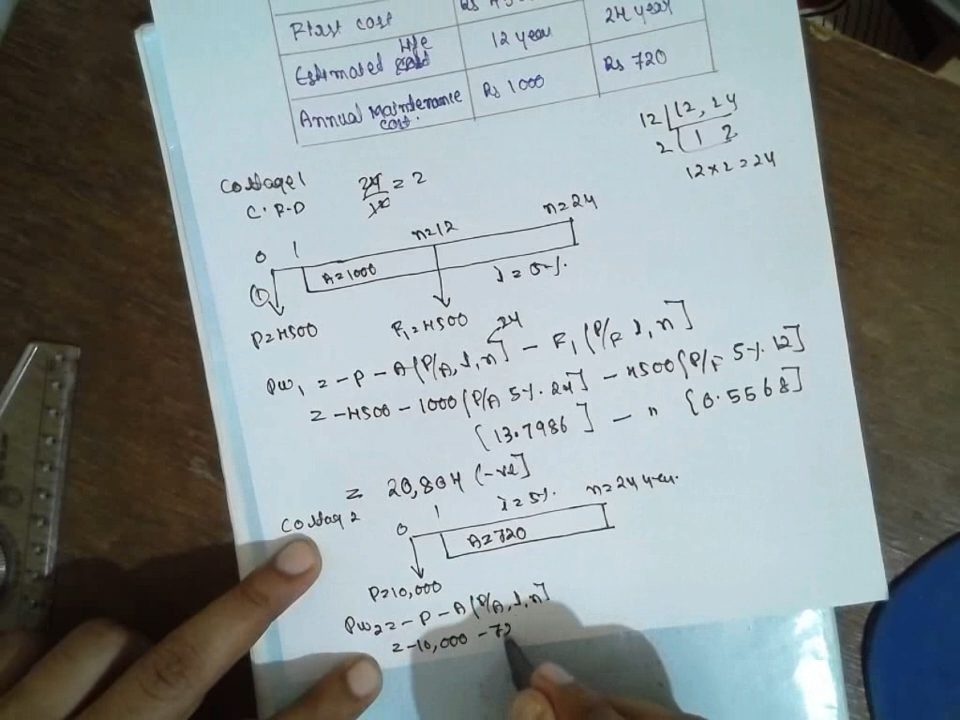 First cost Rs 4500
Estimated life 12 year 24 year
Annual Maintenance cost. Rs 1000 Rs 720
12 | 12, 24
2 | 1 2
12 x 2 = 24
Cottage 1
C.F.D
24/12 = 2
0 1 n=12 n=24
A=1000 i=5%.
P=4500 F1=4500
PW1 = -P - A [P/A, i, n] - F1 [P/F i, n]
24
= -4500 - 1000 [P/A 5%. 24] - 4500 [P/F 5%. 12]
[13.7986] - " [0.5568]
= 20,804 (-ve]
Cottag 2
0 1 i=5%. n=24 year.
A=720
P=10,000
PW2 = -P - A [P/A, i, n]
= -10,000 - 72